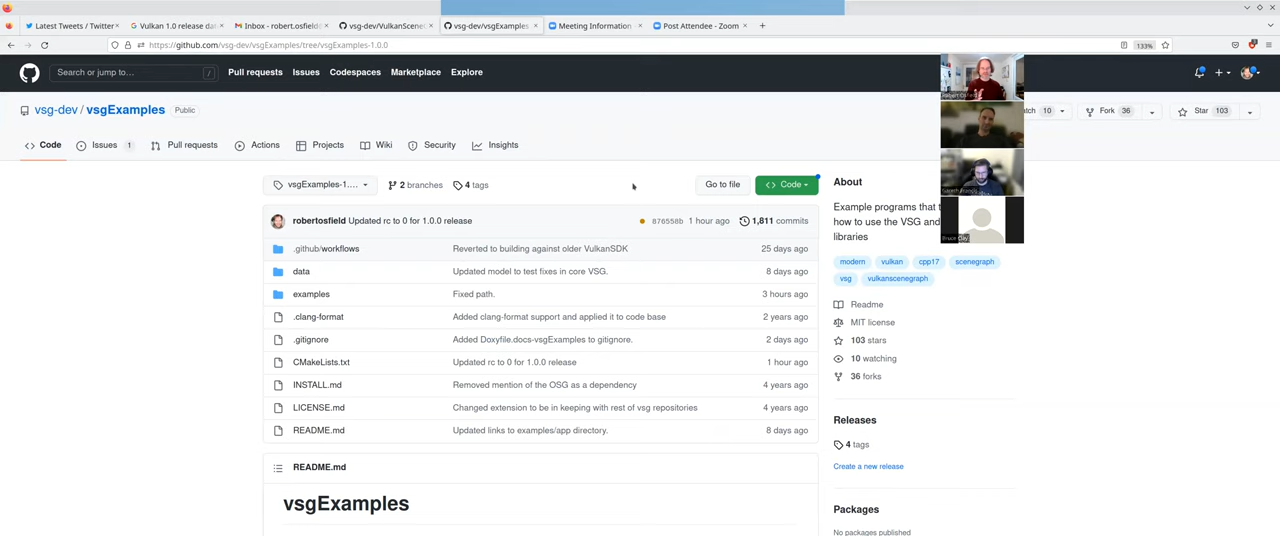 Latest Tweets / Twitter
Vulkan 1.0 release da
Inbox - robert.osfield@
vsg-dev/VulkanScene
vsg-dev/vsgExamples
Meeting Information
Post Attendee - Zoom
https://github.com/vsg-dev/vsgExamples/tree/vsgExamples-1.0.0
133%
Search or jump to...
/
Pull requests
Issues
Codespaces
Marketplace
Explore
vsg-dev / vsgExamples
Public
atch 10
Fork 36
Star 103
Code
Issues 1
Pull requests
Actions
Projects
Wiki
Security
Insights
vsgExamples-1....
2 branches
4 tags
Go to file
Code
robertosfield Updated rc to 0 for 1.0.0 release
876558b 1 hour ago
1,811 commits
.github/workflows Reverted to building against older VulkanSDK 25 days ago
data Updated model to test fixes in core VSG. 8 days ago
examples Fixed path. 3 hours ago
.clang-format Added clang-format support and applied it to code base 2 years ago
.gitignore Added Doxyfile.docs-vsgExamples to gitignore. 2 days ago
CMakeLists.txt Updated rc to 0 for 1.0.0 release 1 hour ago
INSTALL.md Removed mention of the OSG as a dependency 4 years ago
LICENSE.md Changed extension to be in keeping with rest of vsg repositories 4 years ago
README.md Updated links to examples/app directory. 8 days ago
README.md
vsgExamples
About
Example programs that t
how to use the VSG and
libraries
modern vulkan cpp17 scenegraph
vsg vulkanscenegraph
Readme
MIT license
103 stars
10 watching
36 forks
Releases
4 tags
Create a new release
Packages
No packages published
Robert Osfield
Gareth Francis
Bruce Clay